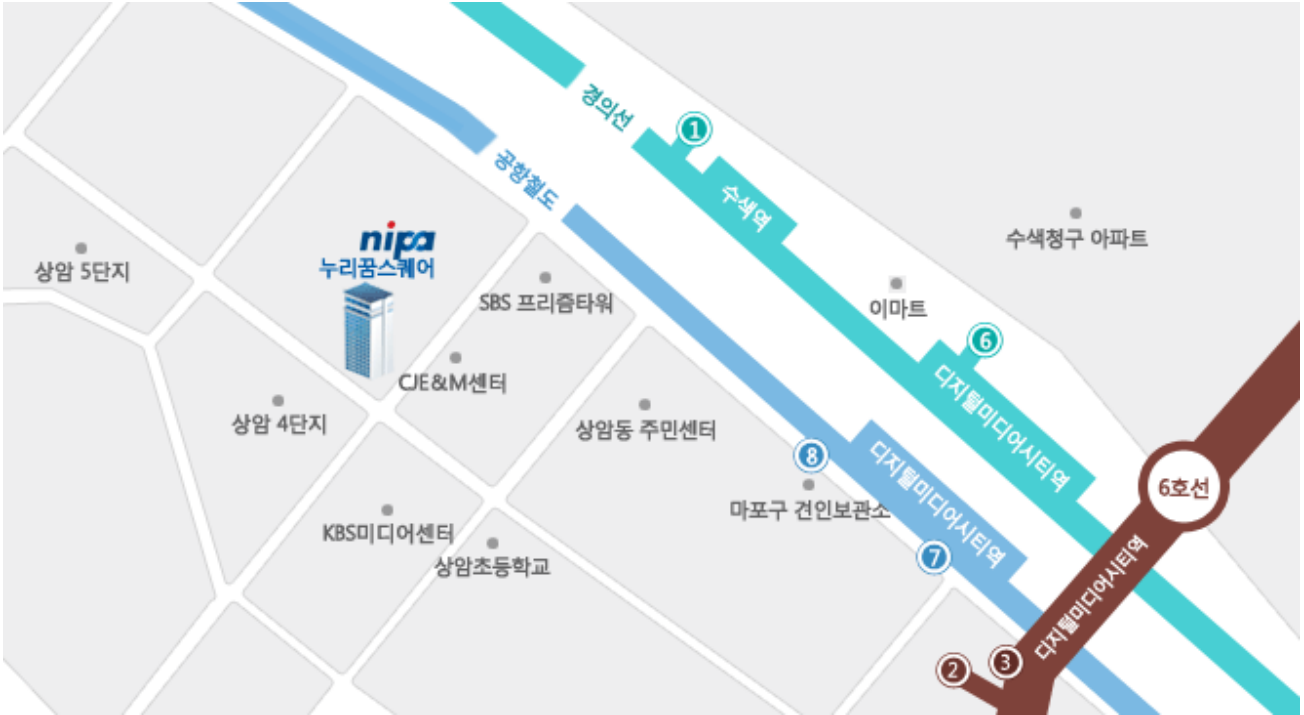 경의선
1
공항철도
수색역
수색청구 아파트
nipa
누리꿈스퀘어
상암 5단지
SBS 프리즘타워
이마트
6
디지털미디어시티역
CJE&M센터
상암 4단지
상암동 주민센터
8
디지털미디어시티역
6호선
마포구 견인보관소
KBS미디어센터
상암초등학교
7
디지털미디어시티역
3
2